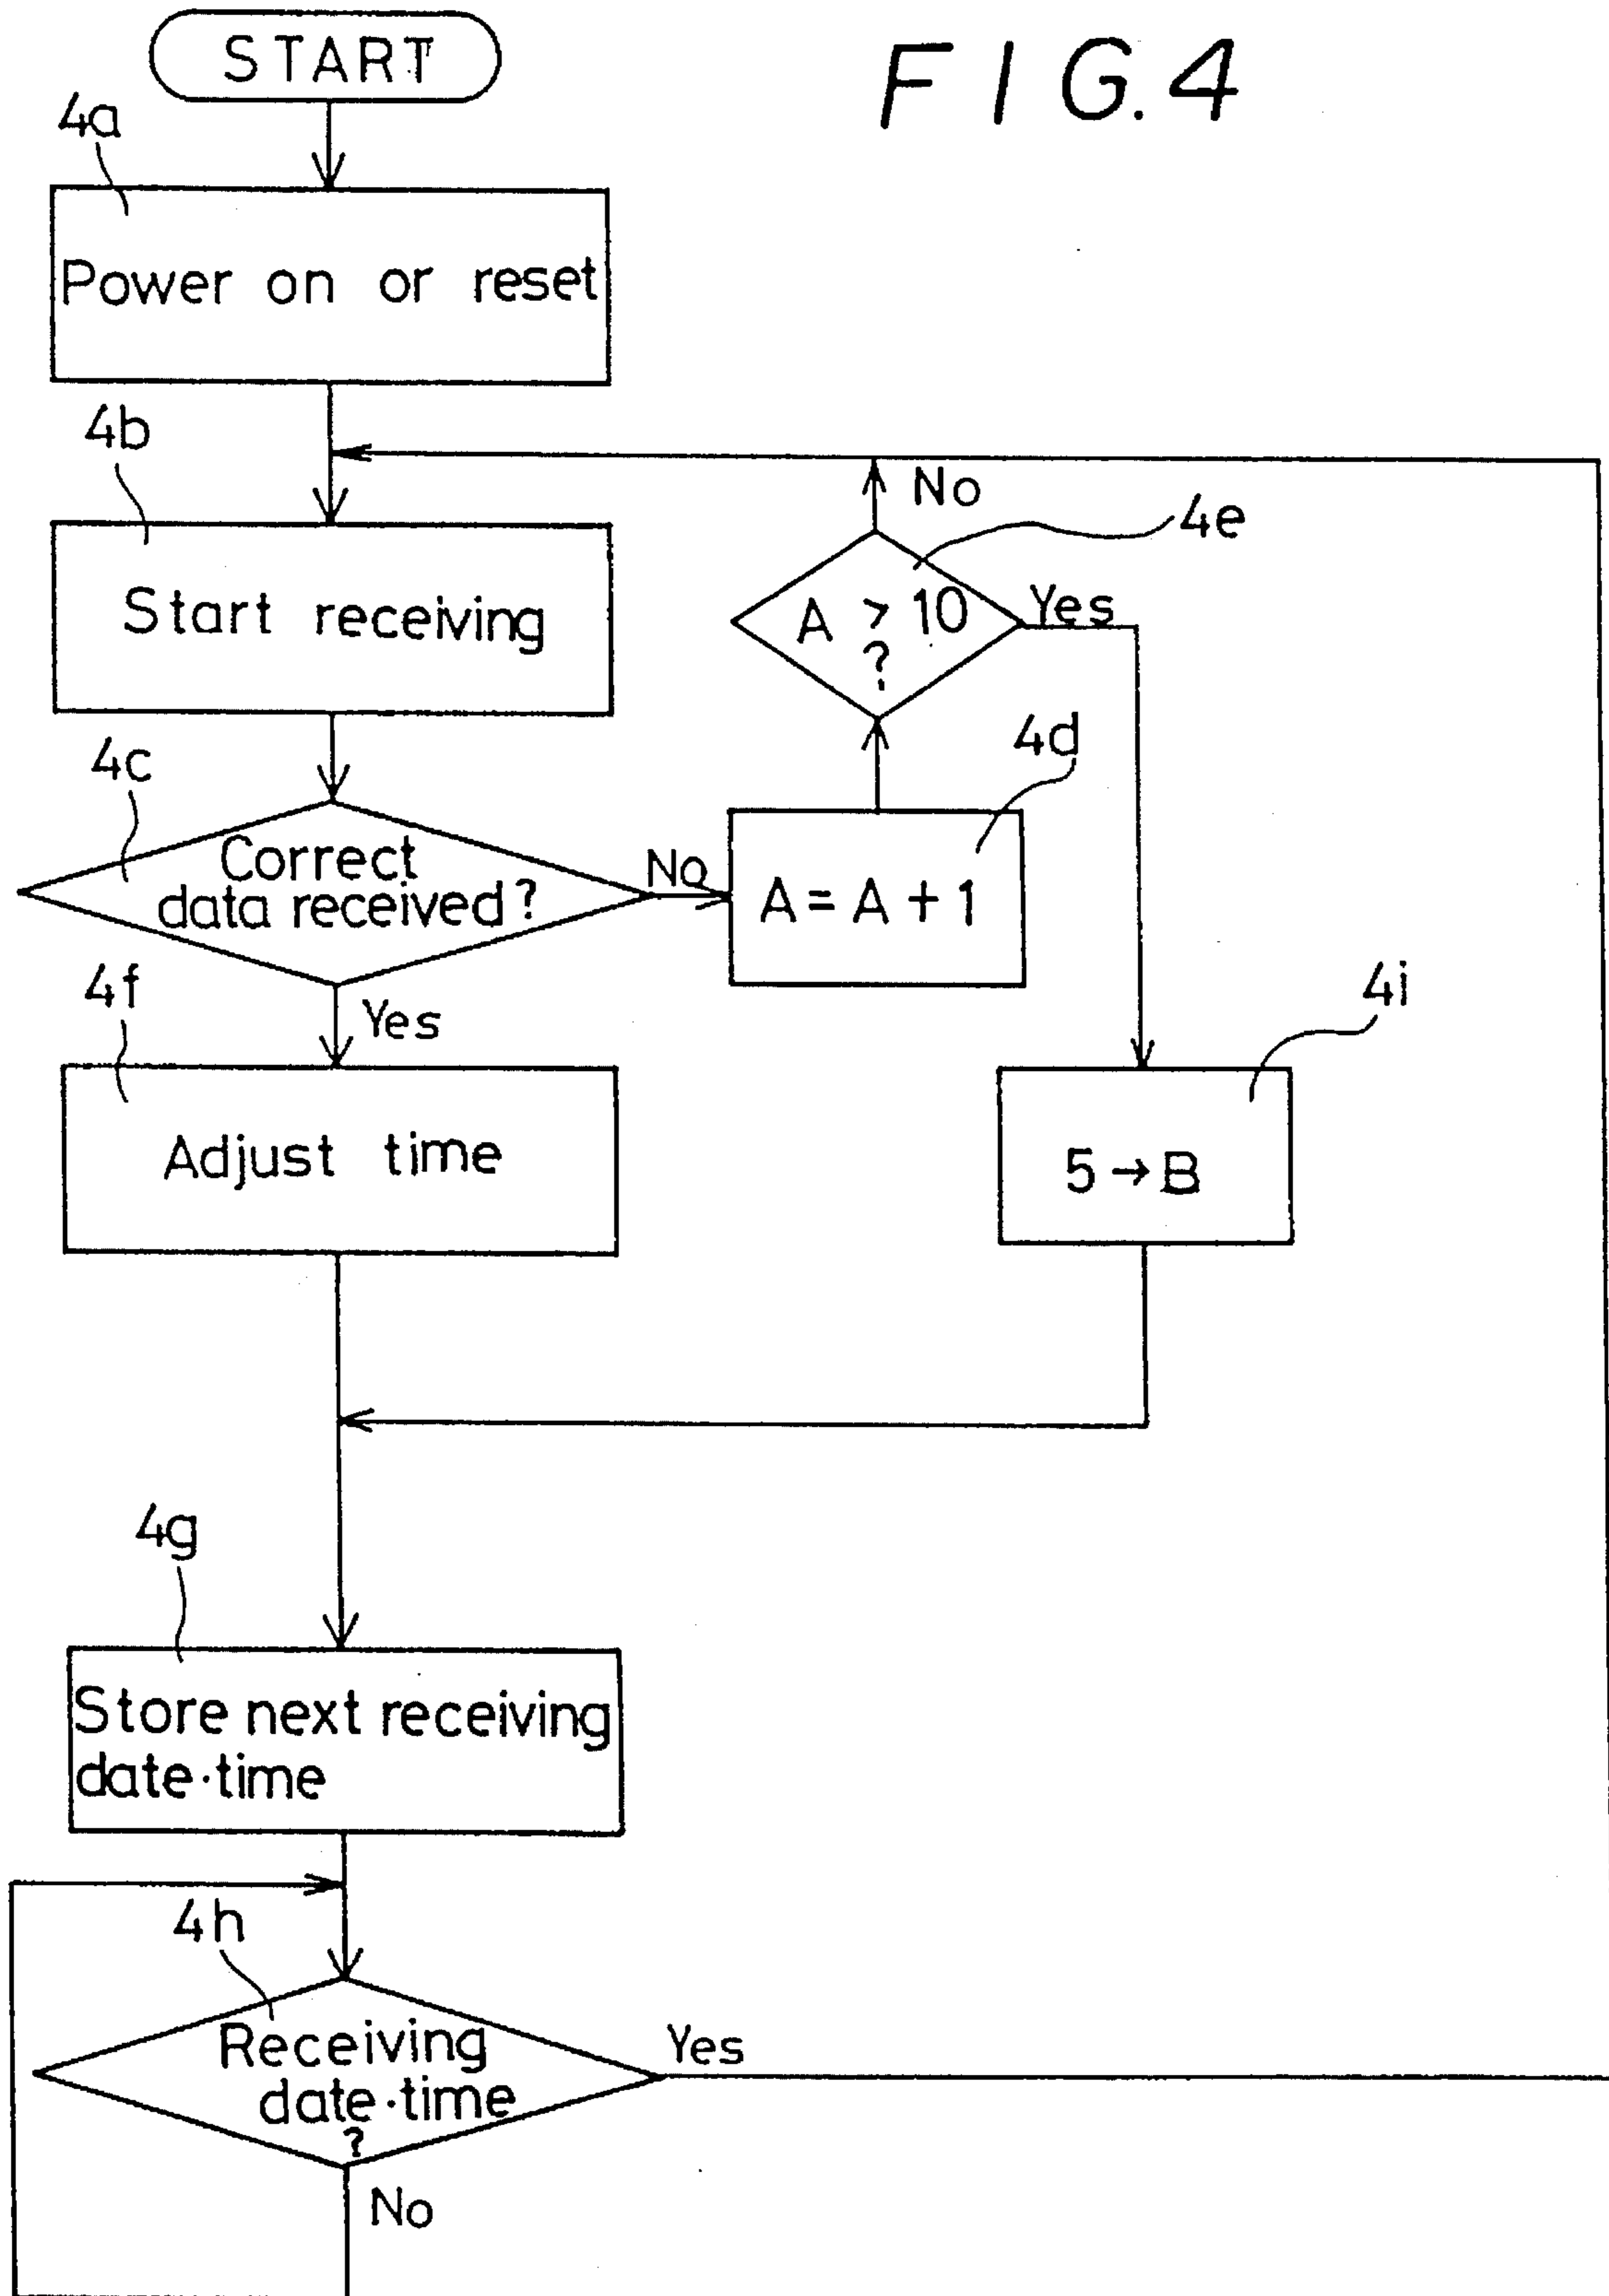 START
FIG.4
4a
Power on or reset
4b
Start receiving
No
4e
A > 10
?
Yes
4c
Correct
data received?
No
4d
A = A + 1
4f
Yes
Adjust time
4i
5→B
4g
Store next receiving
date·time
4h
Receiving
date·time
?
Yes
No